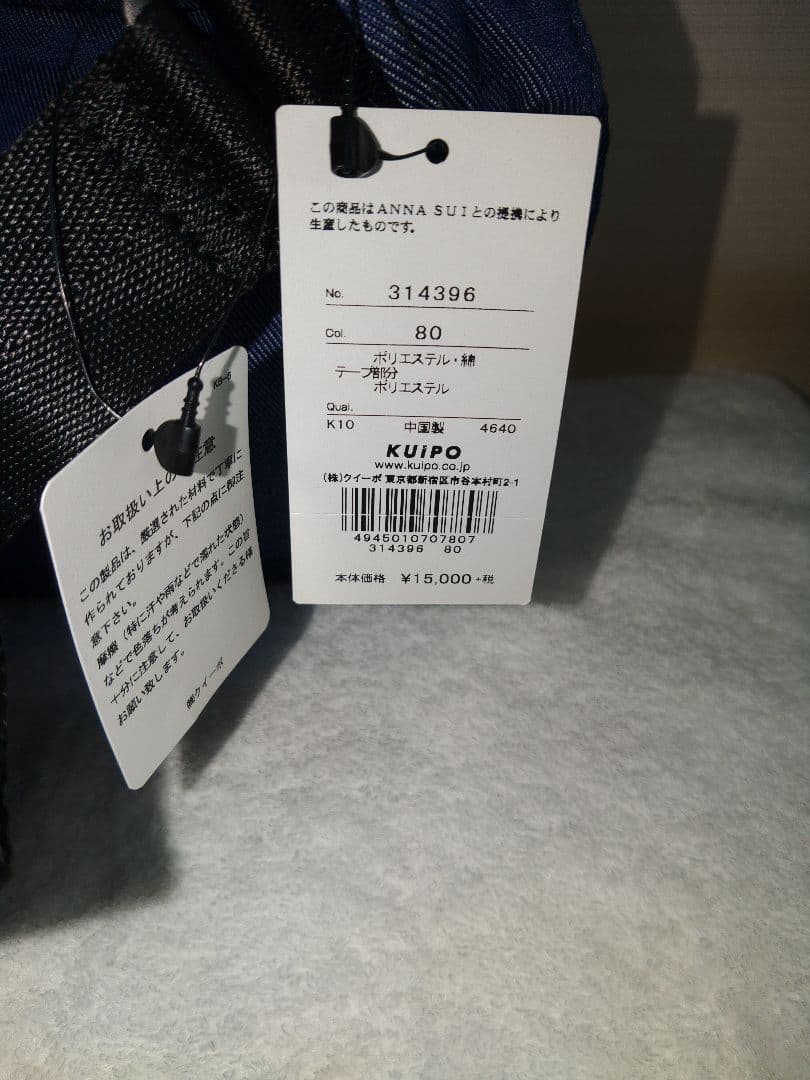 この商品はANNA SUIとの提携により
生産したものです。
No. 314396
Col. 80
ポリエステル・綿
テープ部分
ポリエステル
Qual.
K10 中国製 4640
KUiPO
www.kuipo.co.jp
(株)クイーポ 東京都新宿区市谷本村町2-1
4945010707807
314396 80
本体価格 ¥15,000+税
KB-6
お取扱い上の注意
この製品は、厳選された材料で丁寧に
作られておりますが、下記の点に御注
意下さい。
摩擦(特に汗や雨などで濡れた状態)
などで色落ちが考えられます。この旨
十分に注意して、お取扱いくださる様
お願い致します。
㈱クイーポ